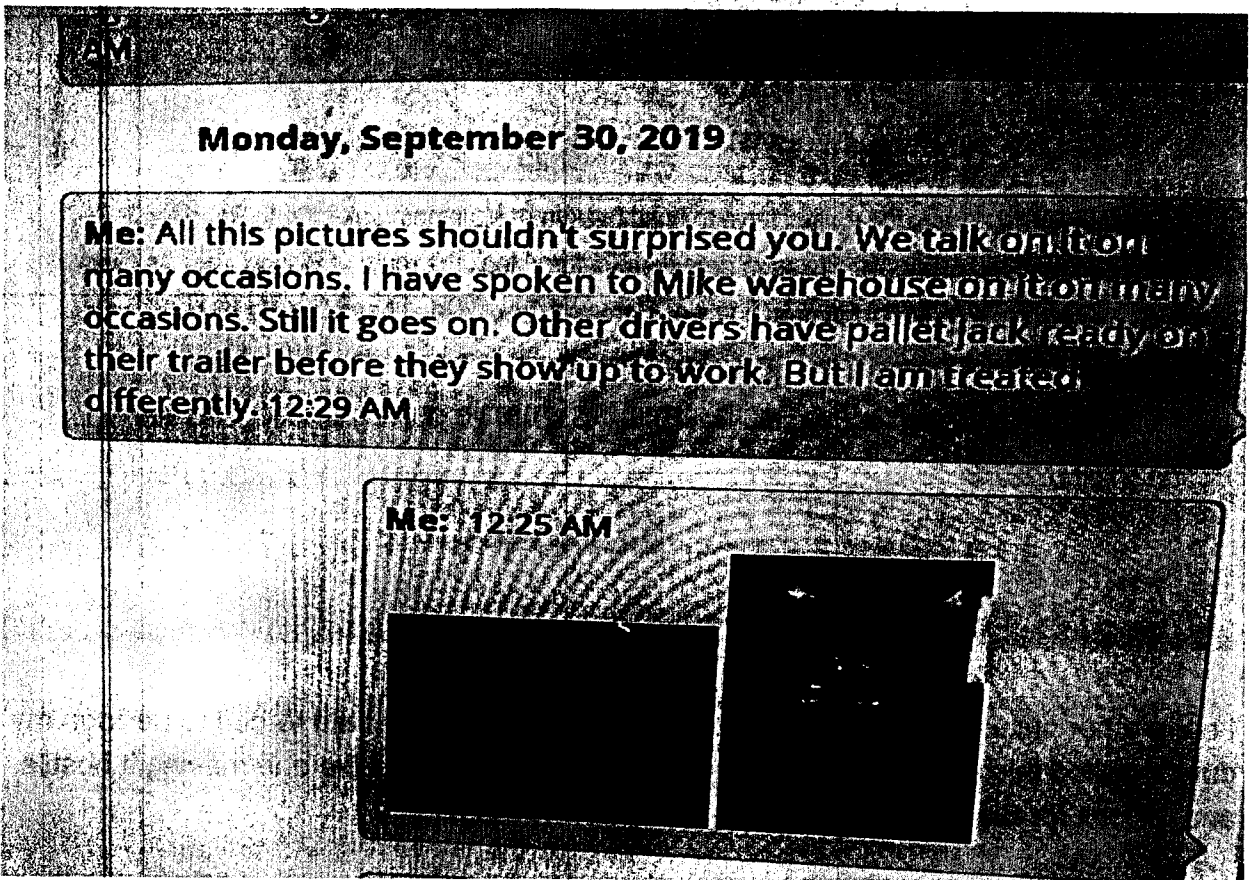 AM
Monday, September 30, 2019
Me: All this pictures shouldn't surprised you. We talk on it on
many occasions. I have spoken to Mike warehouse on it on many
occasions. Still it goes on. Other drivers have pallet jack ready on
their trailer before they show up to work. But I am treated
differently. 12:29 AM
Me: 12:25 AM